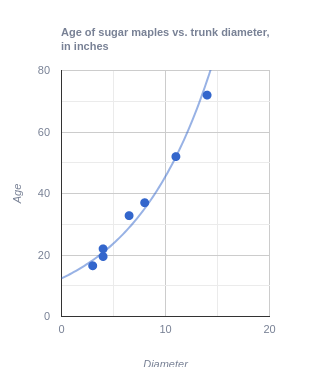 Age of sugar maples vs. trunk diameter,
in inches
80
60
Age
40
20
0
0 10 20
Diameter